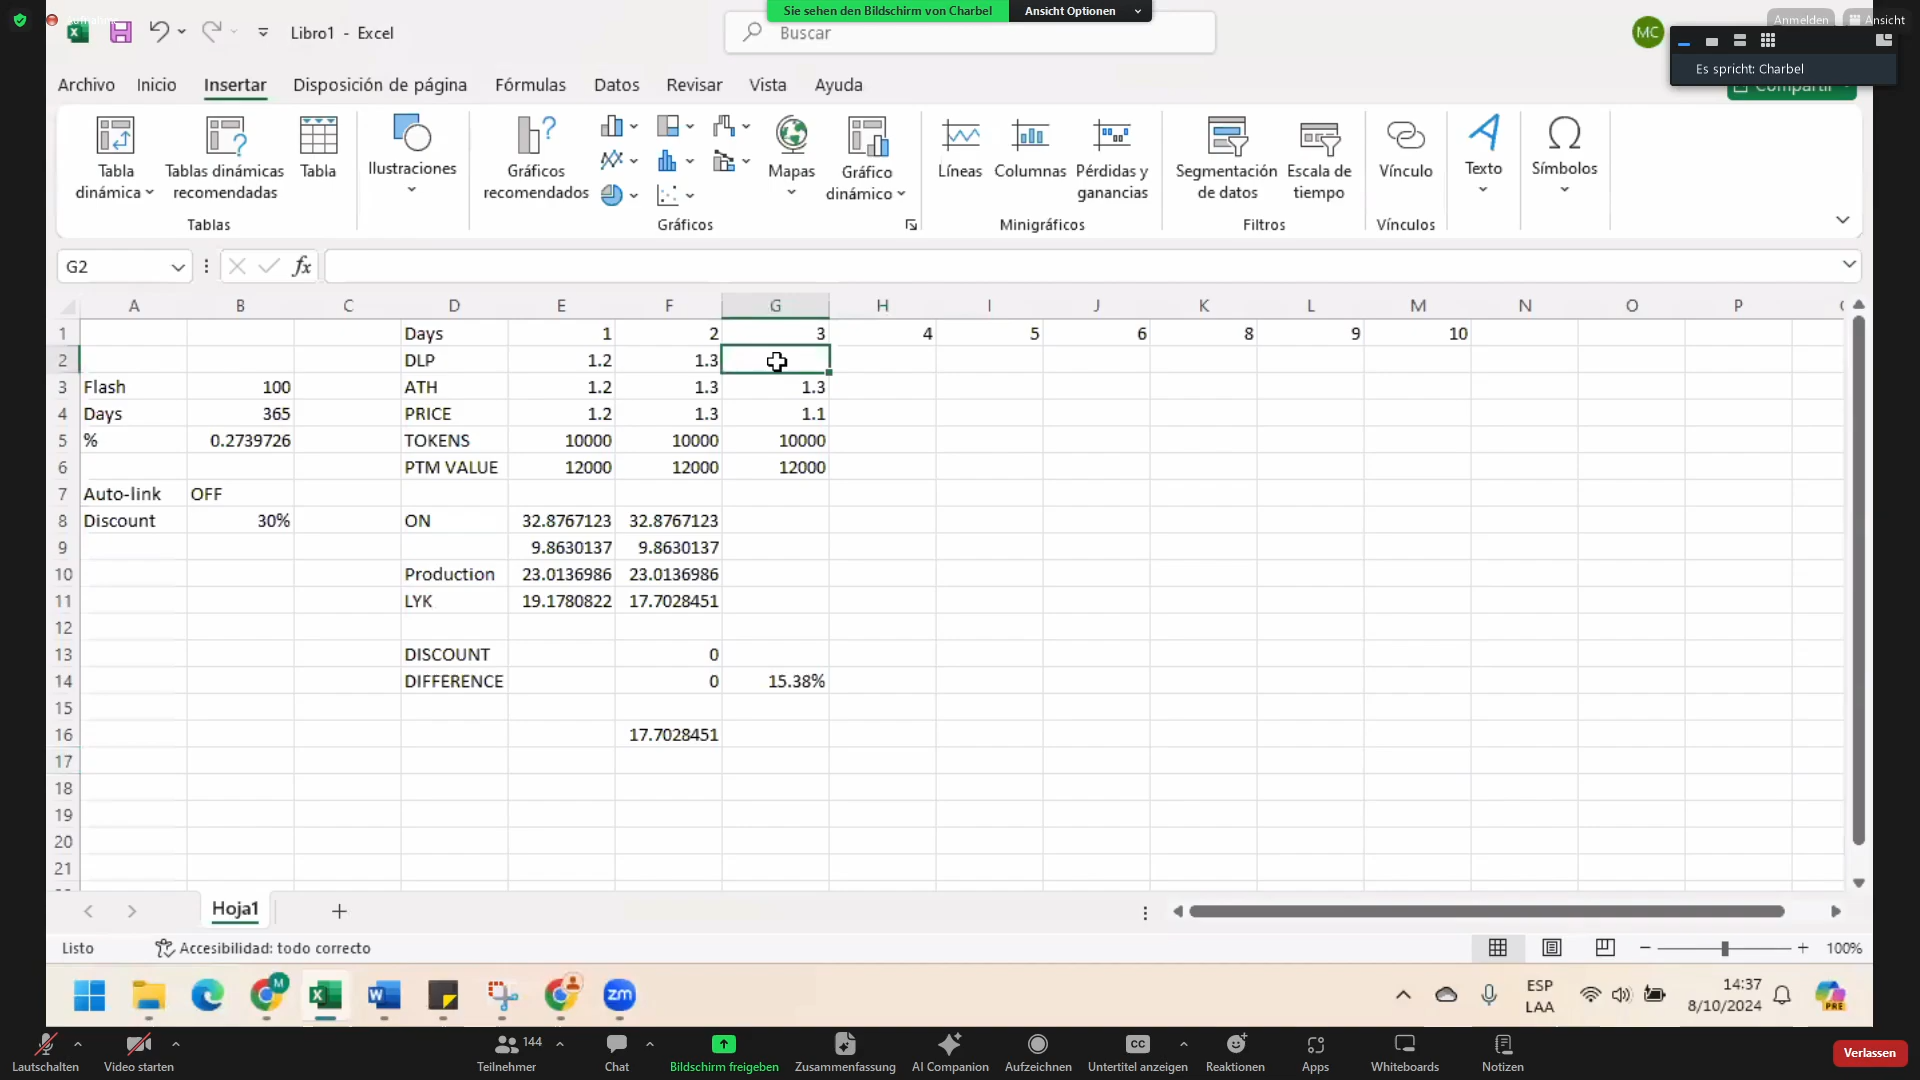 Sie sehen den Bildschirm von Charbel
Ansicht Optionen
Anmelden
Ansicht
Libro1 - Excel
Buscar
MC
Es spricht: Charbel
Archivo Inicio Insertar Disposición de página Fórmulas Datos Revisar Vista Ayuda
Compartir
Tabla dinámica
Tablas dinámicas recomendadas
Tabla
Ilustraciones
Gráficos recomendados
Mapas
Gráfico dinámico
Líneas
Columnas
Pérdidas y ganancias
Segmentación de datos
Escala de tiempo
Vínculo
Texto
Símbolos
Tablas Gráficos Minigráficos Filtros Vínculos
G2 fx
A B C D E F G H I J K L M N O P
1 Days 1 2 3 4 5 6 8 9 10
2 DLP 1.2 1.3
3 Flash 100 ATH 1.2 1.3 1.3
4 Days 365 PRICE 1.2 1.3 1.1
5 % 0.2739726 TOKENS 10000 10000 10000
6 PTM VALUE 12000 12000 12000
7 Auto-link OFF
8 Discount 30% ON 32.8767123 32.8767123
9 9.8630137 9.8630137
10 Production 23.0136986 23.0136986
11 LYK 19.1780822 17.7028451
12
13 DISCOUNT 0
14 DIFFERENCE 0 15.38%
15
16 17.7028451
17
18
19
20
21
Hoja1
Listo Accesibilidad: todo correcto 100%
zm
ESP
LAA
14:37
8/10/2024
PRE
Lautschalten
Video starten
144
Teilnehmer
Chat
Bildschirm freigeben
Zusammenfassung
AI Companion
Aufzeichnen
CC
Untertitel anzeigen
Reaktionen
Apps
Whiteboards
Notizen
Verlassen